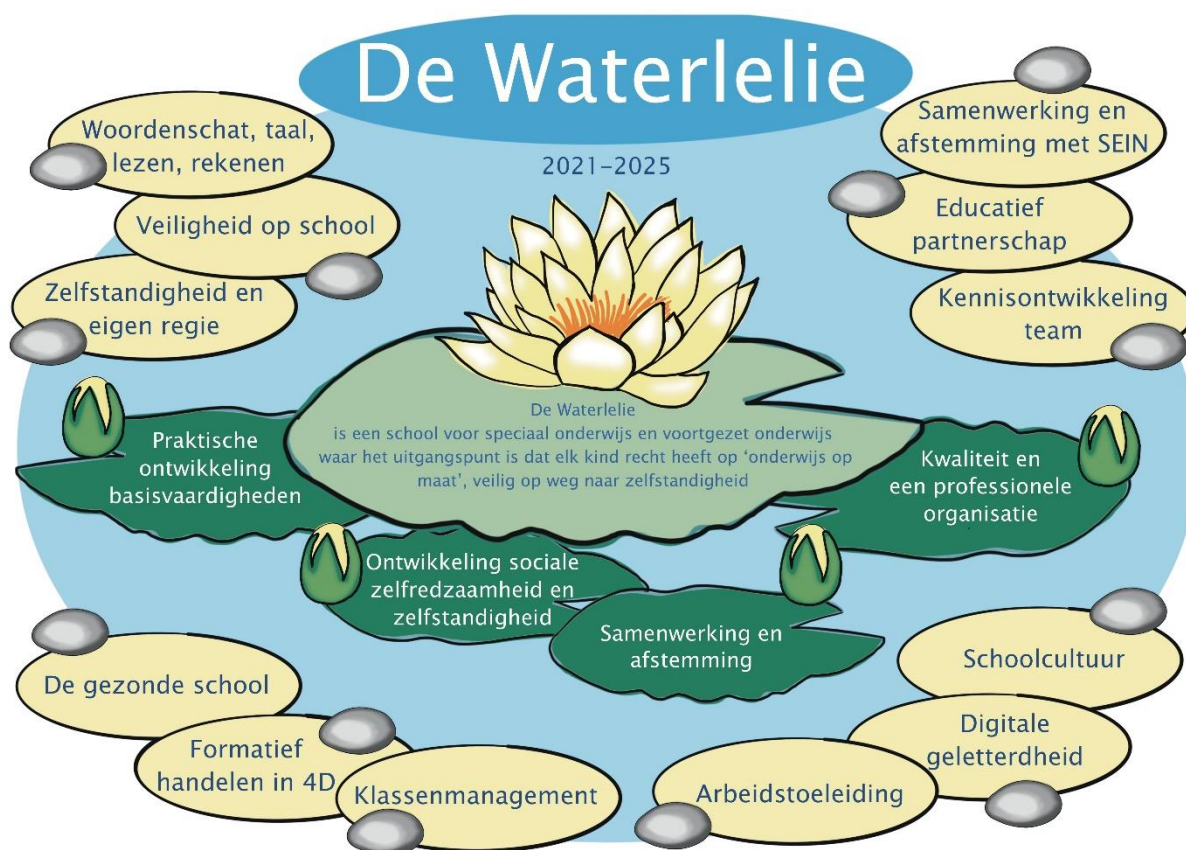 De Waterlelie
2021-2025
Woordenschat, taal,
lezen, rekenen
Veiligheid op school
Zelfstandigheid en
eigen regie
Samenwerking en
afstemming met SEIN
Educatief
partnerschap
Kennisontwikkeling
team
De Waterlelie
is een school voor speciaal onderwijs en voortgezet onderwijs
waar het uitgangspunt is dat elk kind recht heeft op ‘onderwijs op
maat’, veilig op weg naar zelfstandigheid
Praktische
ontwikkeling
basisvaardigheden
Ontwikkeling sociale
zelfredzaamheid en
zelfstandigheid
Samenwerking en
afstemming
Kwaliteit en
een professionele
organisatie
De gezonde school
Formatief
handelen in 4D
Klassenmanagement
Arbeidstoeleiding
Digitale
geletterdheid
Schoolcultuur